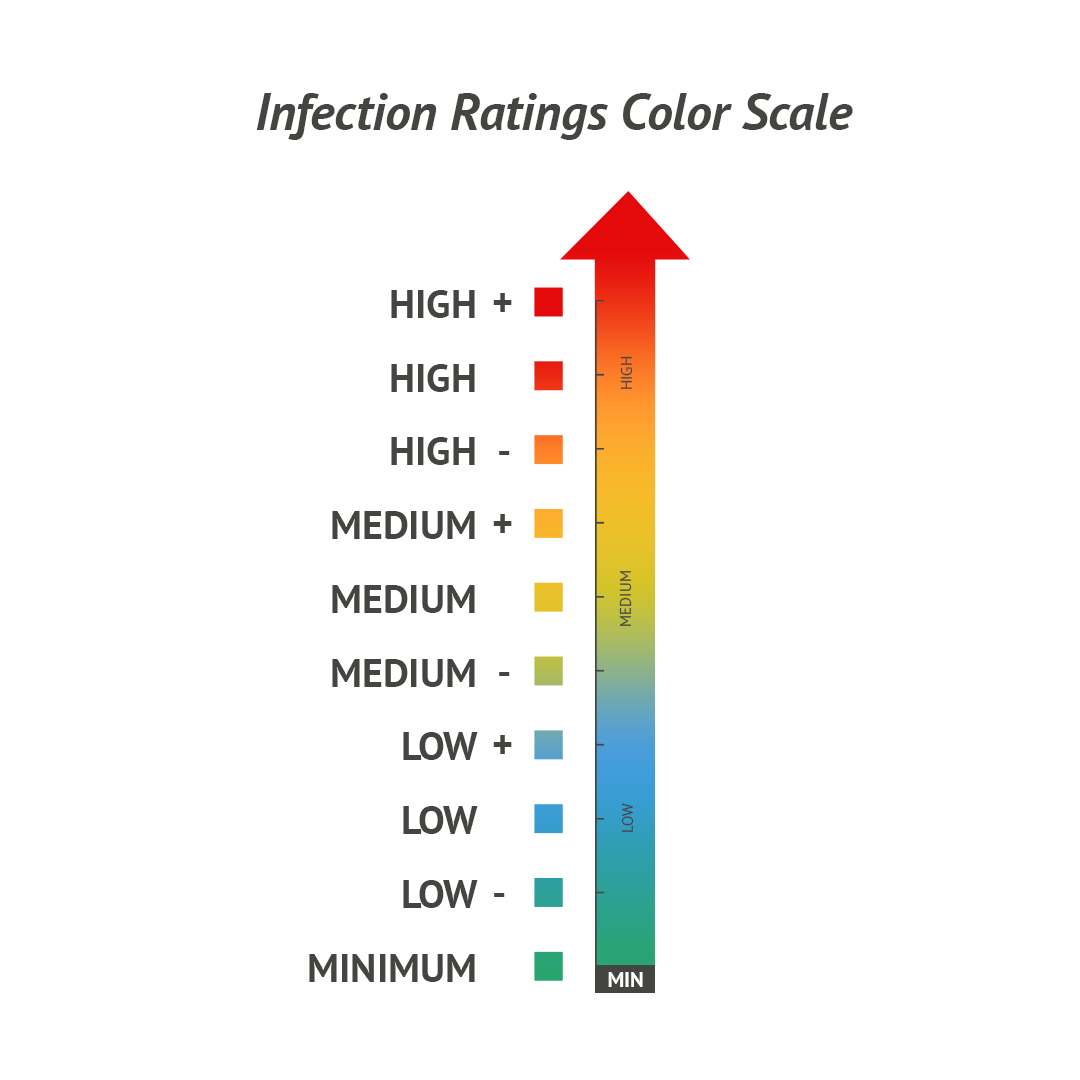 Infection Ratings Color Scale
HIGH +
HIGH
HIGH -
MEDIUM +
MEDIUM
MEDIUM -
LOW +
LOW
LOW -
MINIMUM
HIGH
MEDIUM
LOW
MIN